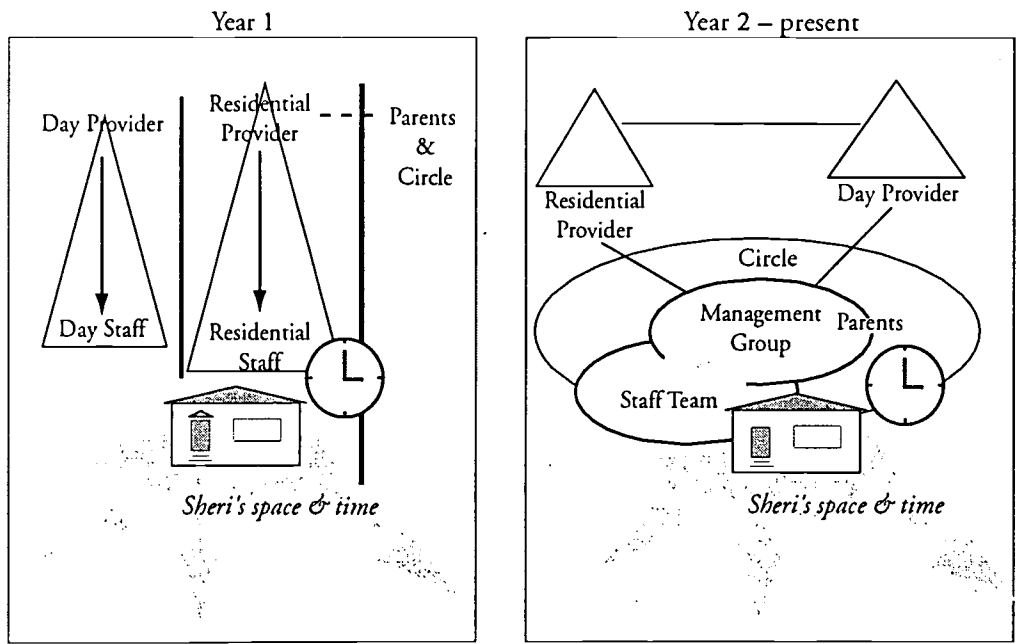 Year 1
Day Provider
Residential
Provider
Parents
&
Circle
Day Staff
Residential
Staff
Sheri's space & time
Year 2 – present
Residential
Provider
Day Provider
Circle
Management
Group
Parents
Staff Team
Sheri's space & time